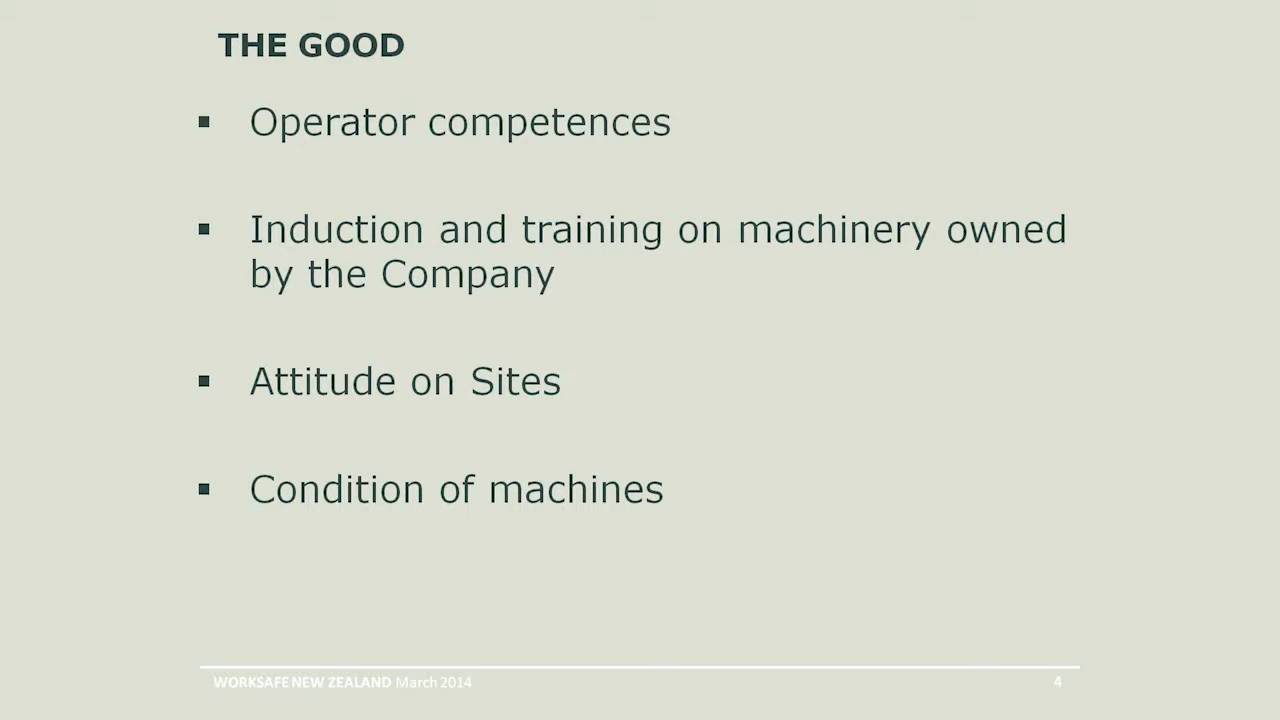 THE GOOD
▪ Operator competences
▪ Induction and training on machinery owned
by the Company
▪ Attitude on Sites
▪ Condition of machines
WORKSAFE NEW ZEALAND March 2014 4